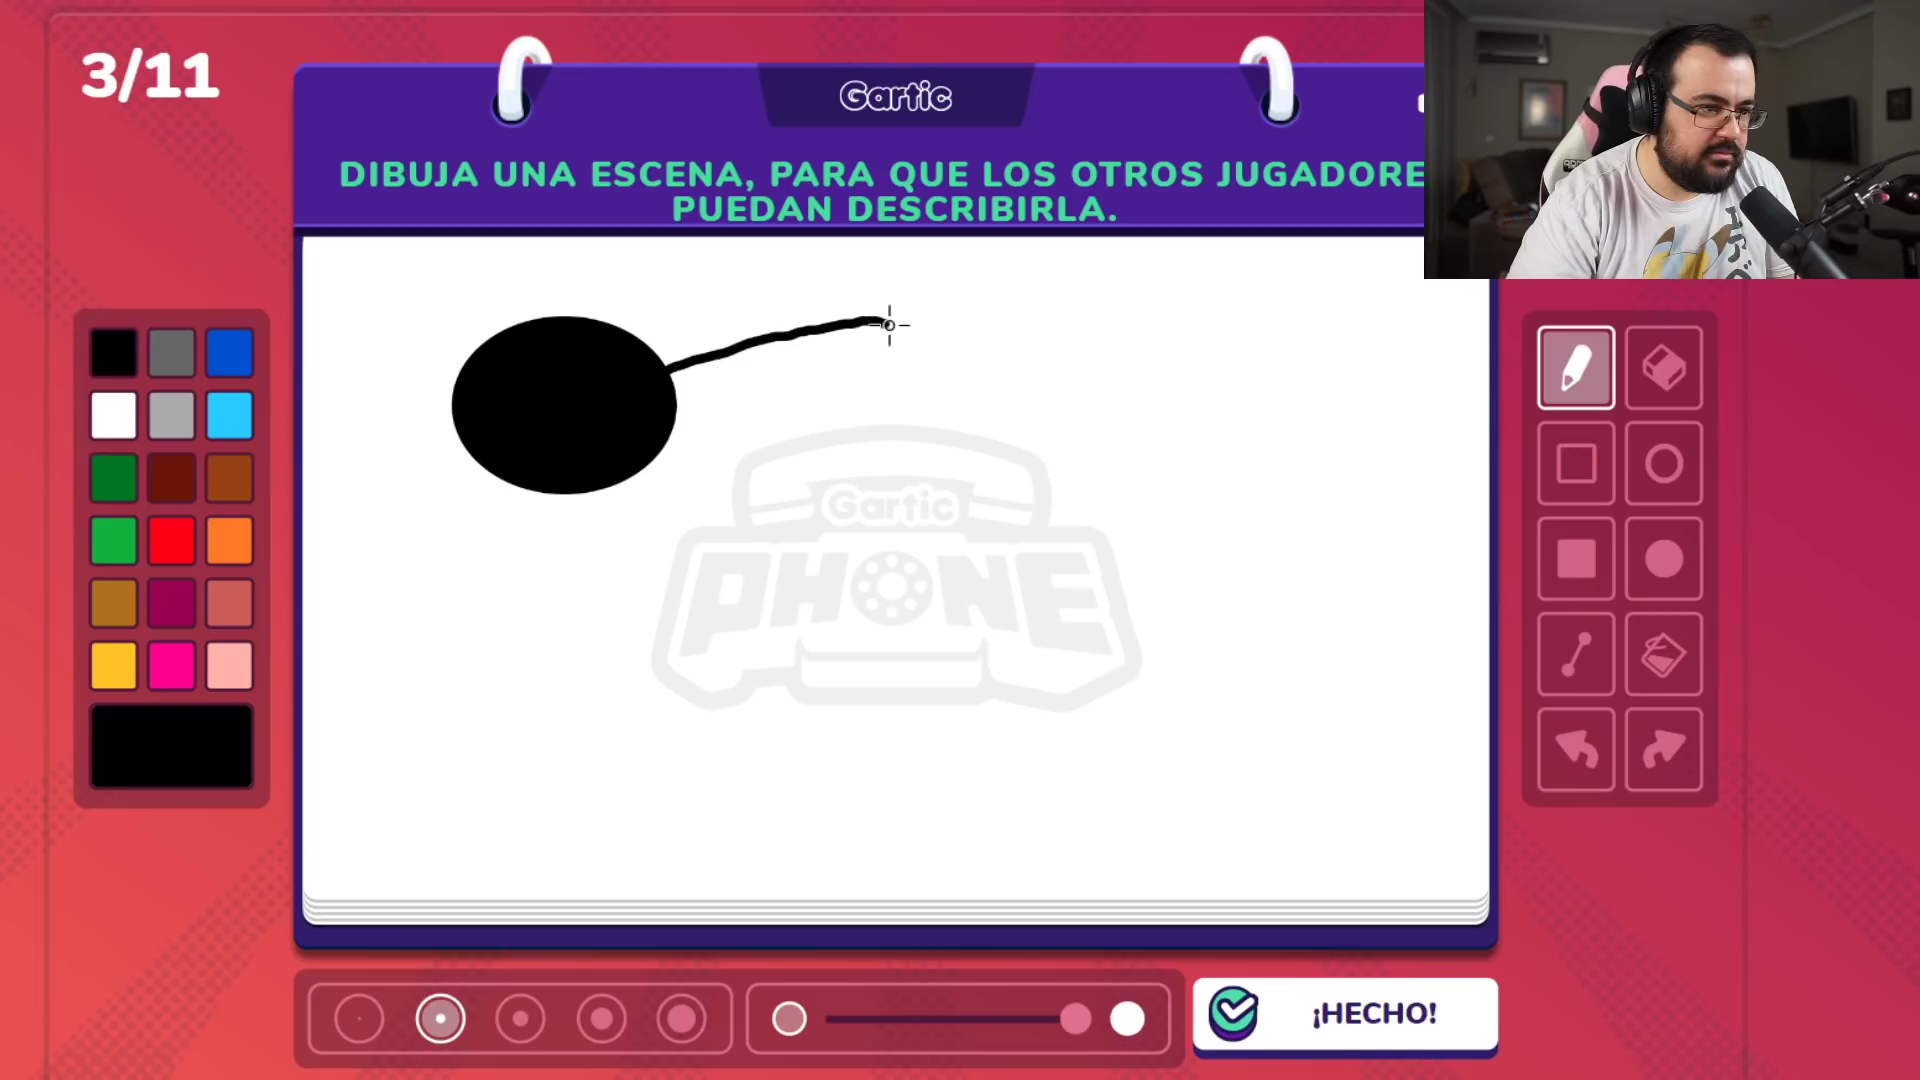 3/11
Gartic
DIBUJA UNA ESCENA, PARA QUE LOS OTROS JUGADORE
PUEDAN DESCRIBIRLA.
Gartic
PHONE
¡HECHO!